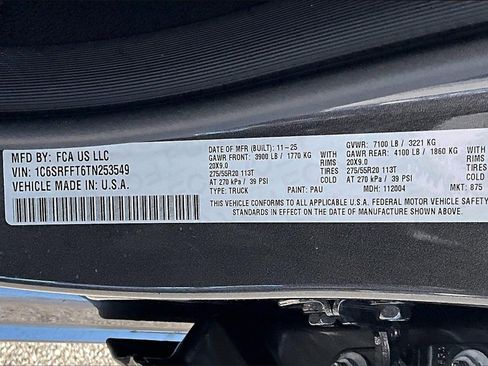 MFD BY: FCA US LLC
VIN: 1C6SRFFT6TN253549
VEHICLE MADE IN: U.S.A.
DATE OF MFR (BUILT): 11-25 GVWR: 7100 LB / 3221 KG
GAWR FRONT: 3900 LB / 1770 KG WITH GAWR REAR: 4100 LB / 1860 KG WITH
20X9.0 RIMS 20X9.0 RIMS
275/55R20 113T TIRES 275/55R20 113T TIRES
AT 270 kPa / 39 PSI COLD AT 270 kPa / 39 PSI COLD
TYPE: TRUCK PAINT: PAU MDH: 112004 MKT: 875
THIS VEHICLE CONFORMS TO ALL APPLICABLE U.S.A. FEDERAL MOTOR VEHICLE SAFETY
STANDARDS IN EFFECT ON THE DATE OF MANUFACTURE SHOWN ABOVE.